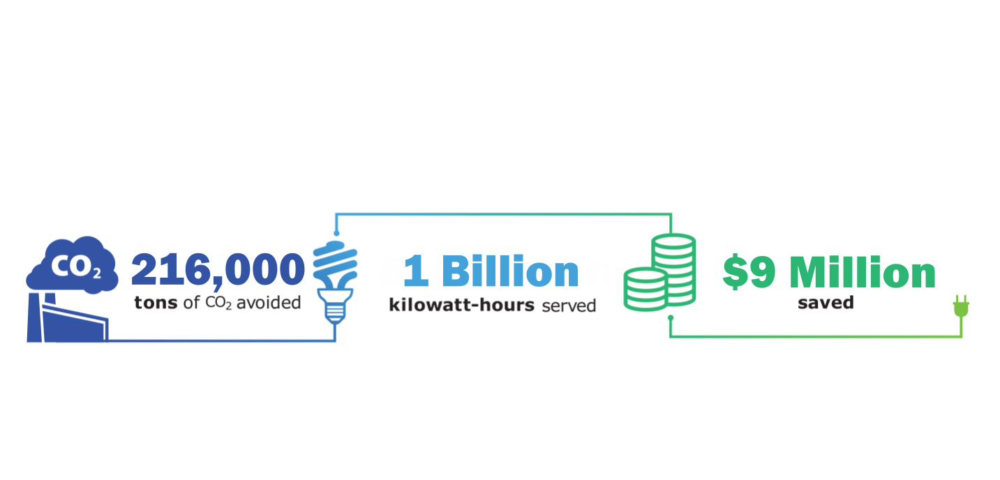 CO₂
216,000
tons of CO₂ avoided
1 Billion
kilowatt-hours served
$9 Million
saved